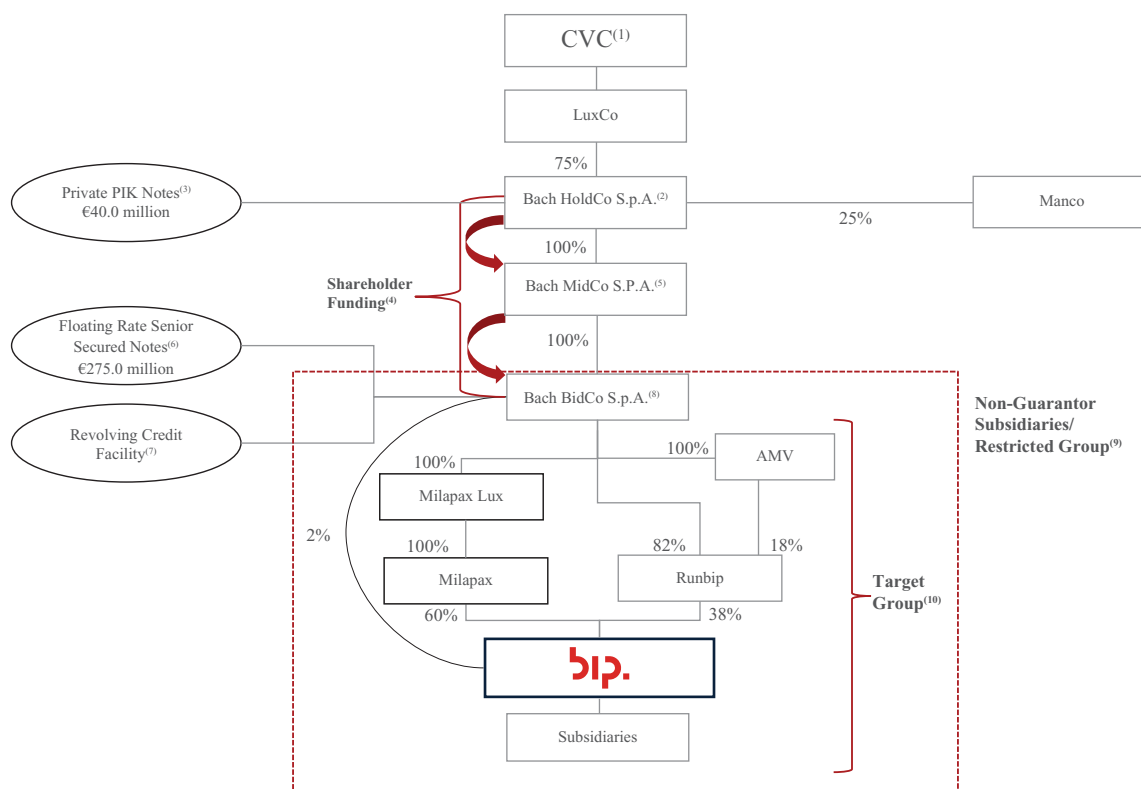 CVC(1)
LuxCo
75%
Private PIK Notes(3)
€40.0 million
Bach HoldCo S.p.A.(2)
Manco
25%
100%
Shareholder
Funding(4)
Bach MidCo S.P.A.(5)
Floating Rate Senior
Secured Notes(6)
€275.0 million
100%
Bach BidCo S.p.A.(8)
Non-Guarantor
Subsidiaries/
Restricted Group(9)
Revolving Credit
Facility(7)
100%
100%
AMV
Milapax Lux
2%
100%
82%
18%
Milapax
Runbip
Target
Group(10)
60%
38%
bip.
Subsidiaries